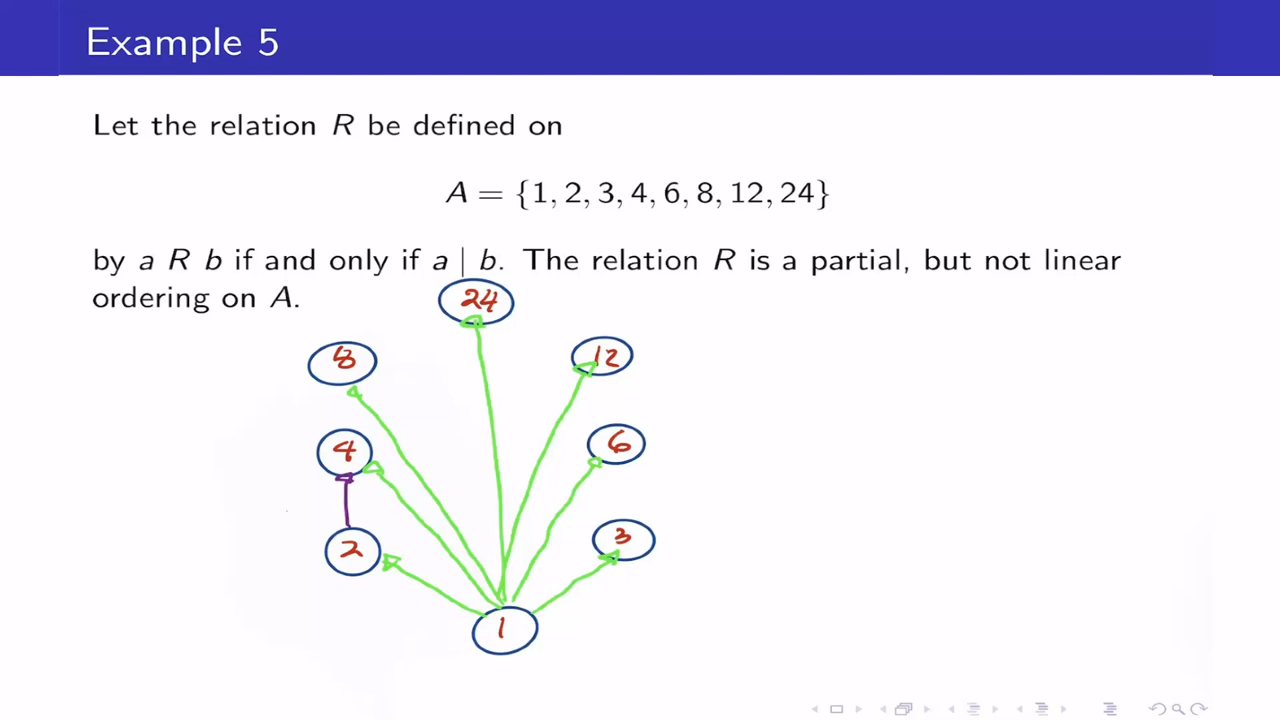 Example 5
Let the relation R be defined on
A = {1, 2, 3, 4, 6, 8, 12, 24}
by a R b if and only if a | b. The relation R is a partial, but not linear
ordering on A.
24
8
12
4
6
2
3
1